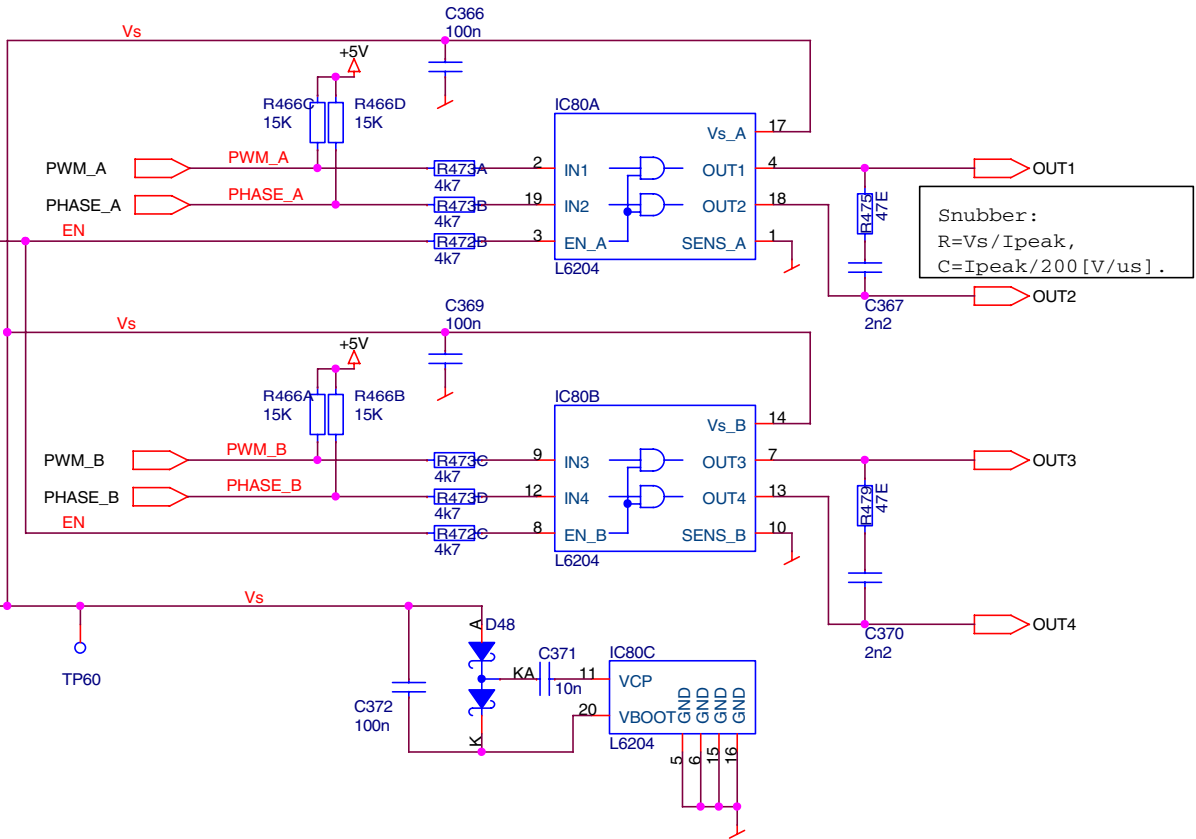 C366
100n
Vs
+5V
R466C
15K
R466D
15K
IC80A
Vs_A
17
PWM_A
PWM_A
R473A
4k7
2
IN1
OUT1
4
OUT1
PHASE_A
PHASE_A
R473B
4k7
19
IN2
OUT2
18
R475
47E
EN
R472B
4k7
3
EN_A
SENS_A
1
L6204
Snubber:
R=Vs/Ipeak,
C=Ipeak/200[V/us].
OUT2
C367
2n2
C369
100n
Vs
+5V
R466A
15K
R466B
15K
IC80B
Vs_B
14
PWM_B
PWM_B
R473C
4k7
9
IN3
OUT3
7
OUT3
PHASE_B
PHASE_B
R473D
4k7
12
IN4
OUT4
13
R479
47E
EN
R472C
4k7
8
EN_B
SENS_B
10
L6204
Vs
OUT4
C370
2n2
TP60
A
D48
KA
C371
10n
K
C372
100n
IC80C
11
VCP
20
VBOOT
GND
GND
GND
GND
L6204
5
6
15
16